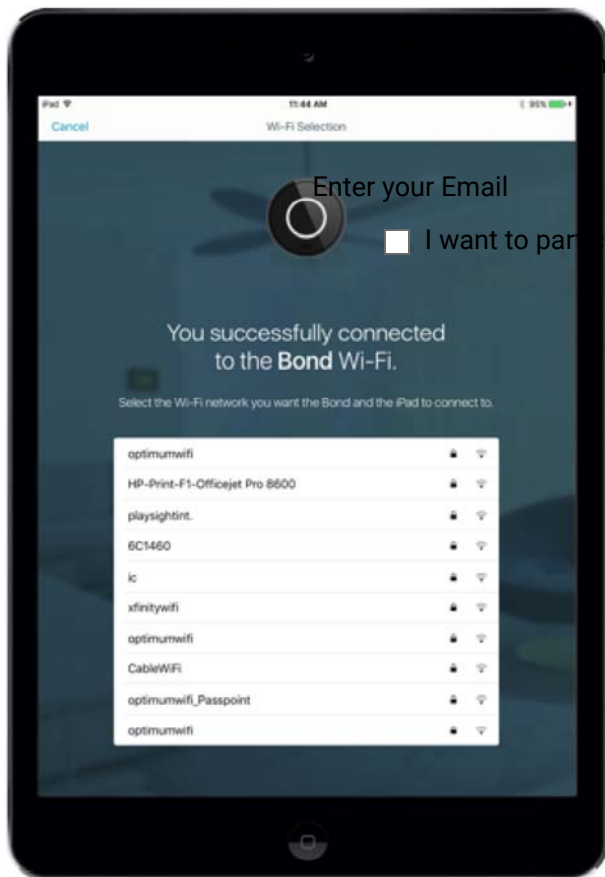 iPad 11:44 AM 95%
Cancel Wi-Fi Selection
Enter your Email
I want to par
You successfully connected
to the Bond Wi-Fi.
Select the Wi-Fi network you want the Bond and the iPad to connect to.
optimumwifi
HP-Print-F1-Officejet Pro 8600
playsightint.
6C1460
ic
xfinitywifi
optimumwifi
CableWiFi
optimumwifi_Passpoint
optimumwifi